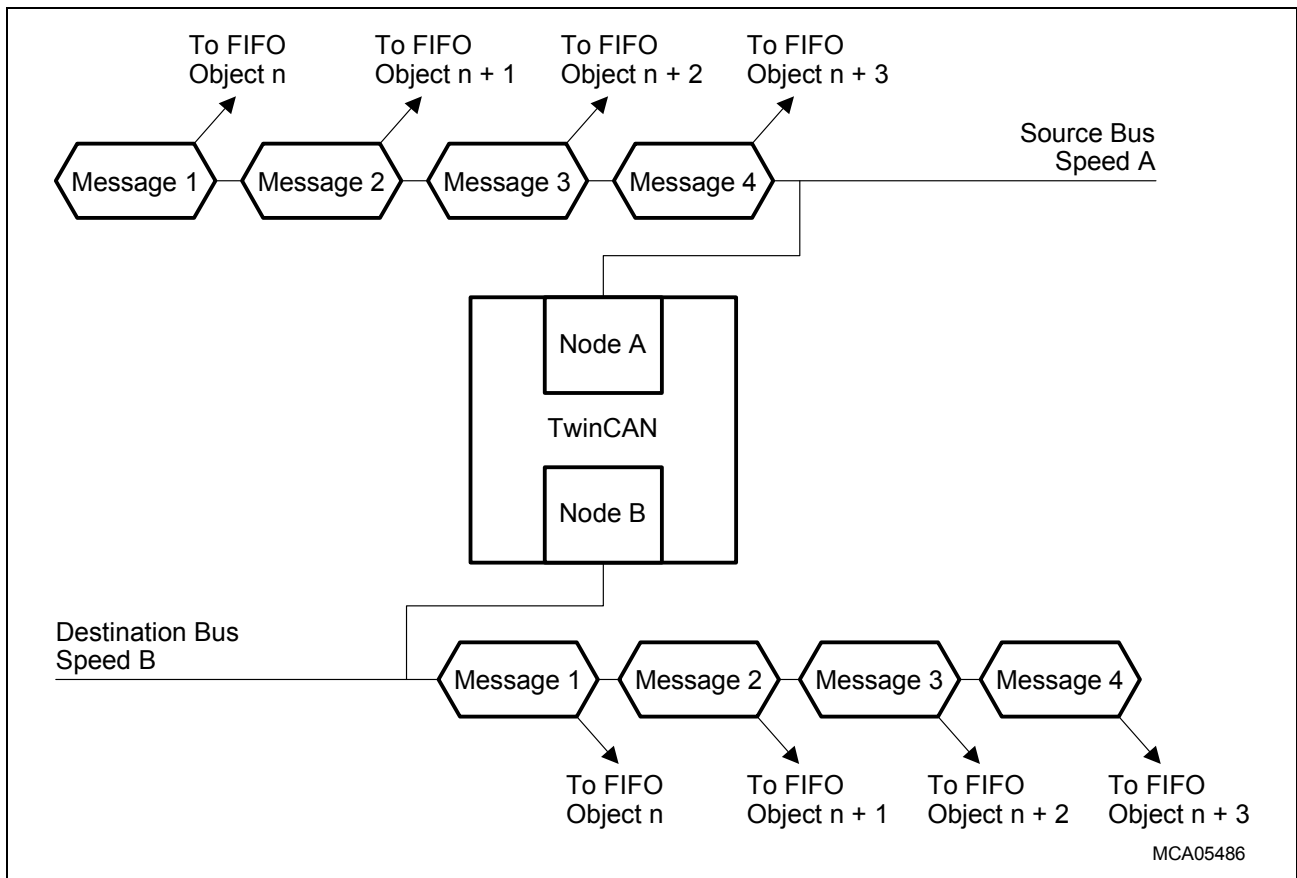 To FIFO
Object n
To FIFO
Object n + 1
To FIFO
Object n + 2
To FIFO
Object n + 3
Source Bus
Speed A
Message 1
Message 2
Message 3
Message 4
Node A
TwinCAN
Node B
Destination Bus
Speed B
Message 1
Message 2
Message 3
Message 4
To FIFO
Object n
To FIFO
Object n + 1
To FIFO
Object n + 2
To FIFO
Object n + 3
MCA05486